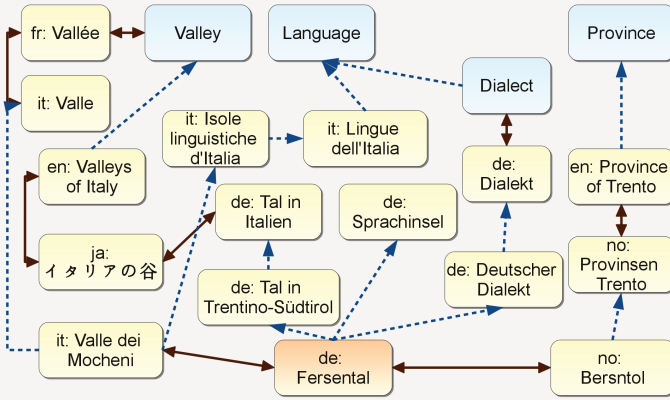 fr: Vallée
Valley
Language
Province
it: Valle
Dialect
it: Isole
linguistiche
d'Italia
it: Lingue
dell'Italia
en: Valleys
of Italy
de:
Dialekt
en: Province
of Trento
de: Tal in
Italien
de:
Sprachinsel
ja:
イタリアの谷
no:
Provinsen
Trento
de: Tal in
Trentino-Südtirol
de: Deutscher
Dialekt
it: Valle dei
Mocheni
de:
Fersental
no:
Bersntol